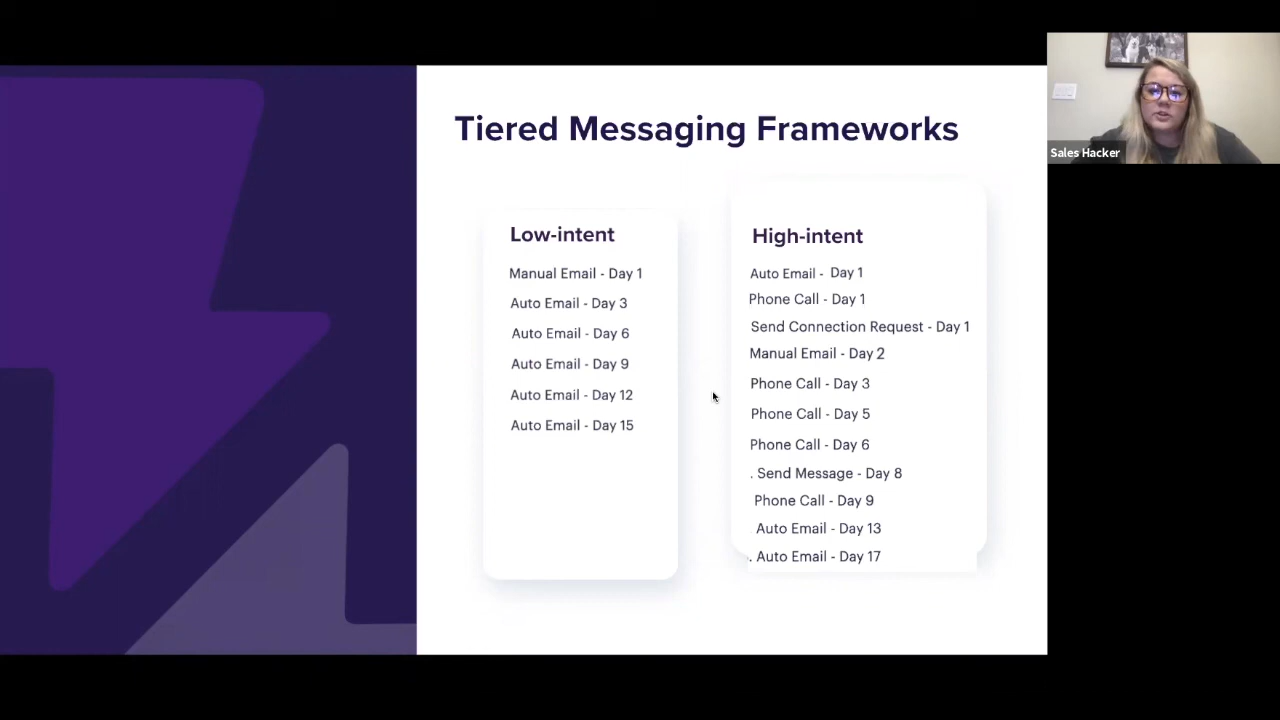 Tiered Messaging Frameworks
Low-intent
Manual Email - Day 1
Auto Email - Day 3
Auto Email - Day 6
Auto Email - Day 9
Auto Email - Day 12
Auto Email - Day 15
High-intent
Auto Email - Day 1
Phone Call - Day 1
Send Connection Request - Day 1
Manual Email - Day 2
Phone Call - Day 3
Phone Call - Day 5
Phone Call - Day 6
. Send Message - Day 8
Phone Call - Day 9
Auto Email - Day 13
. Auto Email - Day 17
Sales Hacker